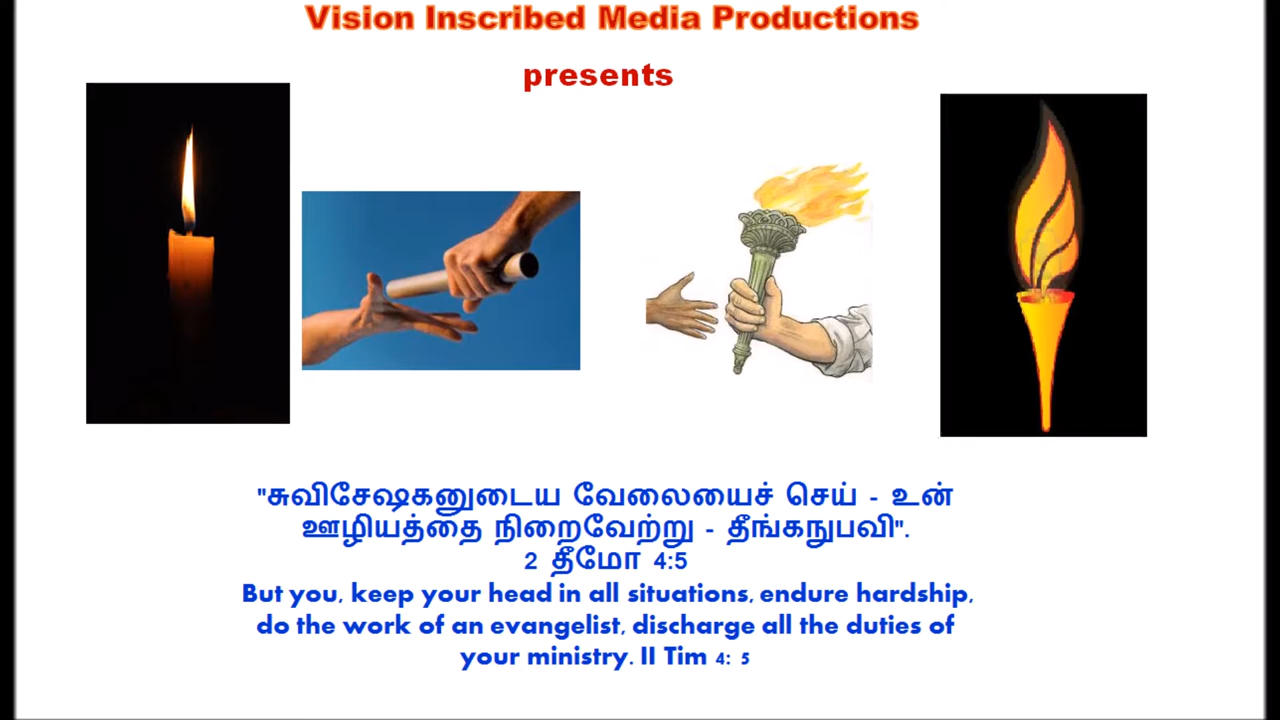 Vision Inscribed Media Productions
presents
"சுவிசேஷகனுடைய வேலையைச் செய் - உன்
ஊழியத்தை நிறைவேற்று - தீங்கநுபவி".
2 தீமோ 4:5
But you, keep your head in all situations, endure hardship,
do the work of an evangelist, discharge all the duties of
your ministry. II Tim 4: 5